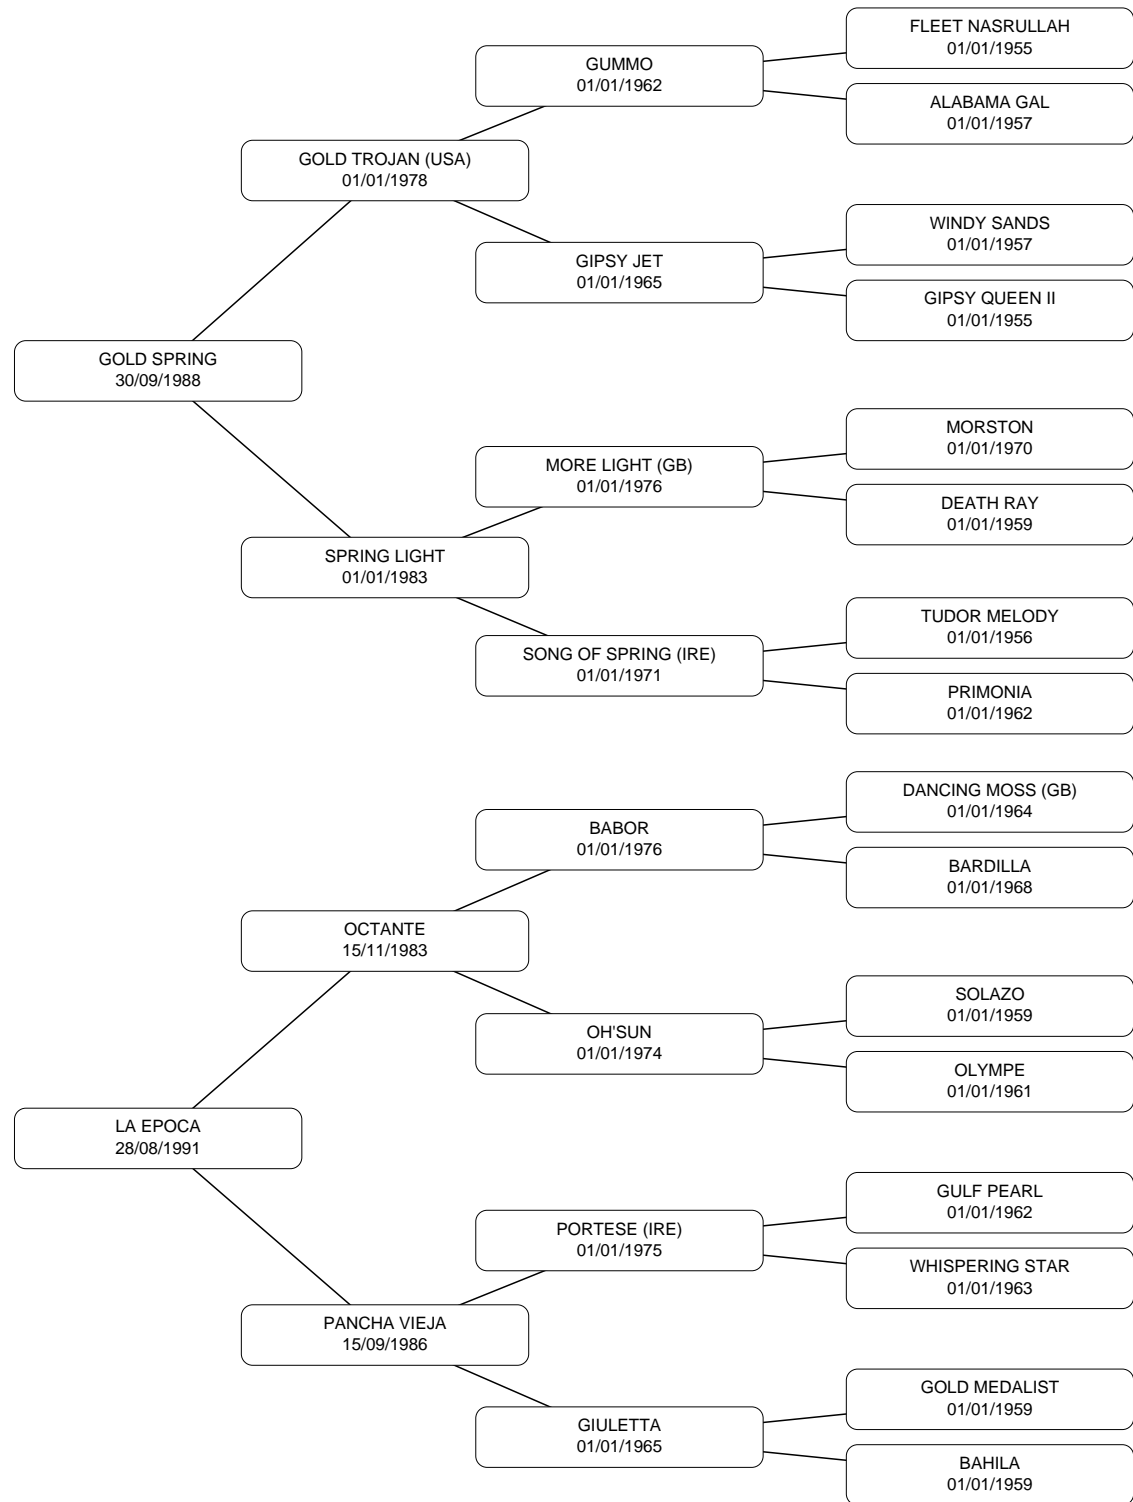 FLEET NASRULLAH
01/01/1955
GUMMO
01/01/1962
ALABAMA GAL
01/01/1957
GOLD TROJAN (USA)
01/01/1978
WINDY SANDS
01/01/1957
GIPSY JET
01/01/1965
GIPSY QUEEN II
01/01/1955
GOLD SPRING
30/09/1988
MORSTON
01/01/1970
MORE LIGHT (GB)
01/01/1976
DEATH RAY
01/01/1959
SPRING LIGHT
01/01/1983
TUDOR MELODY
01/01/1956
SONG OF SPRING (IRE)
01/01/1971
PRIMONIA
01/01/1962
DANCING MOSS (GB)
01/01/1964
BABOR
01/01/1976
BARDILLA
01/01/1968
OCTANTE
15/11/1983
SOLAZO
01/01/1959
OH'SUN
01/01/1974
OLYMPE
01/01/1961
LA EPOCA
28/08/1991
GULF PEARL
01/01/1962
PORTESE (IRE)
01/01/1975
WHISPERING STAR
01/01/1963
PANCHA VIEJA
15/09/1986
GOLD MEDALIST
01/01/1959
GIULETTA
01/01/1965
BAHILA
01/01/1959